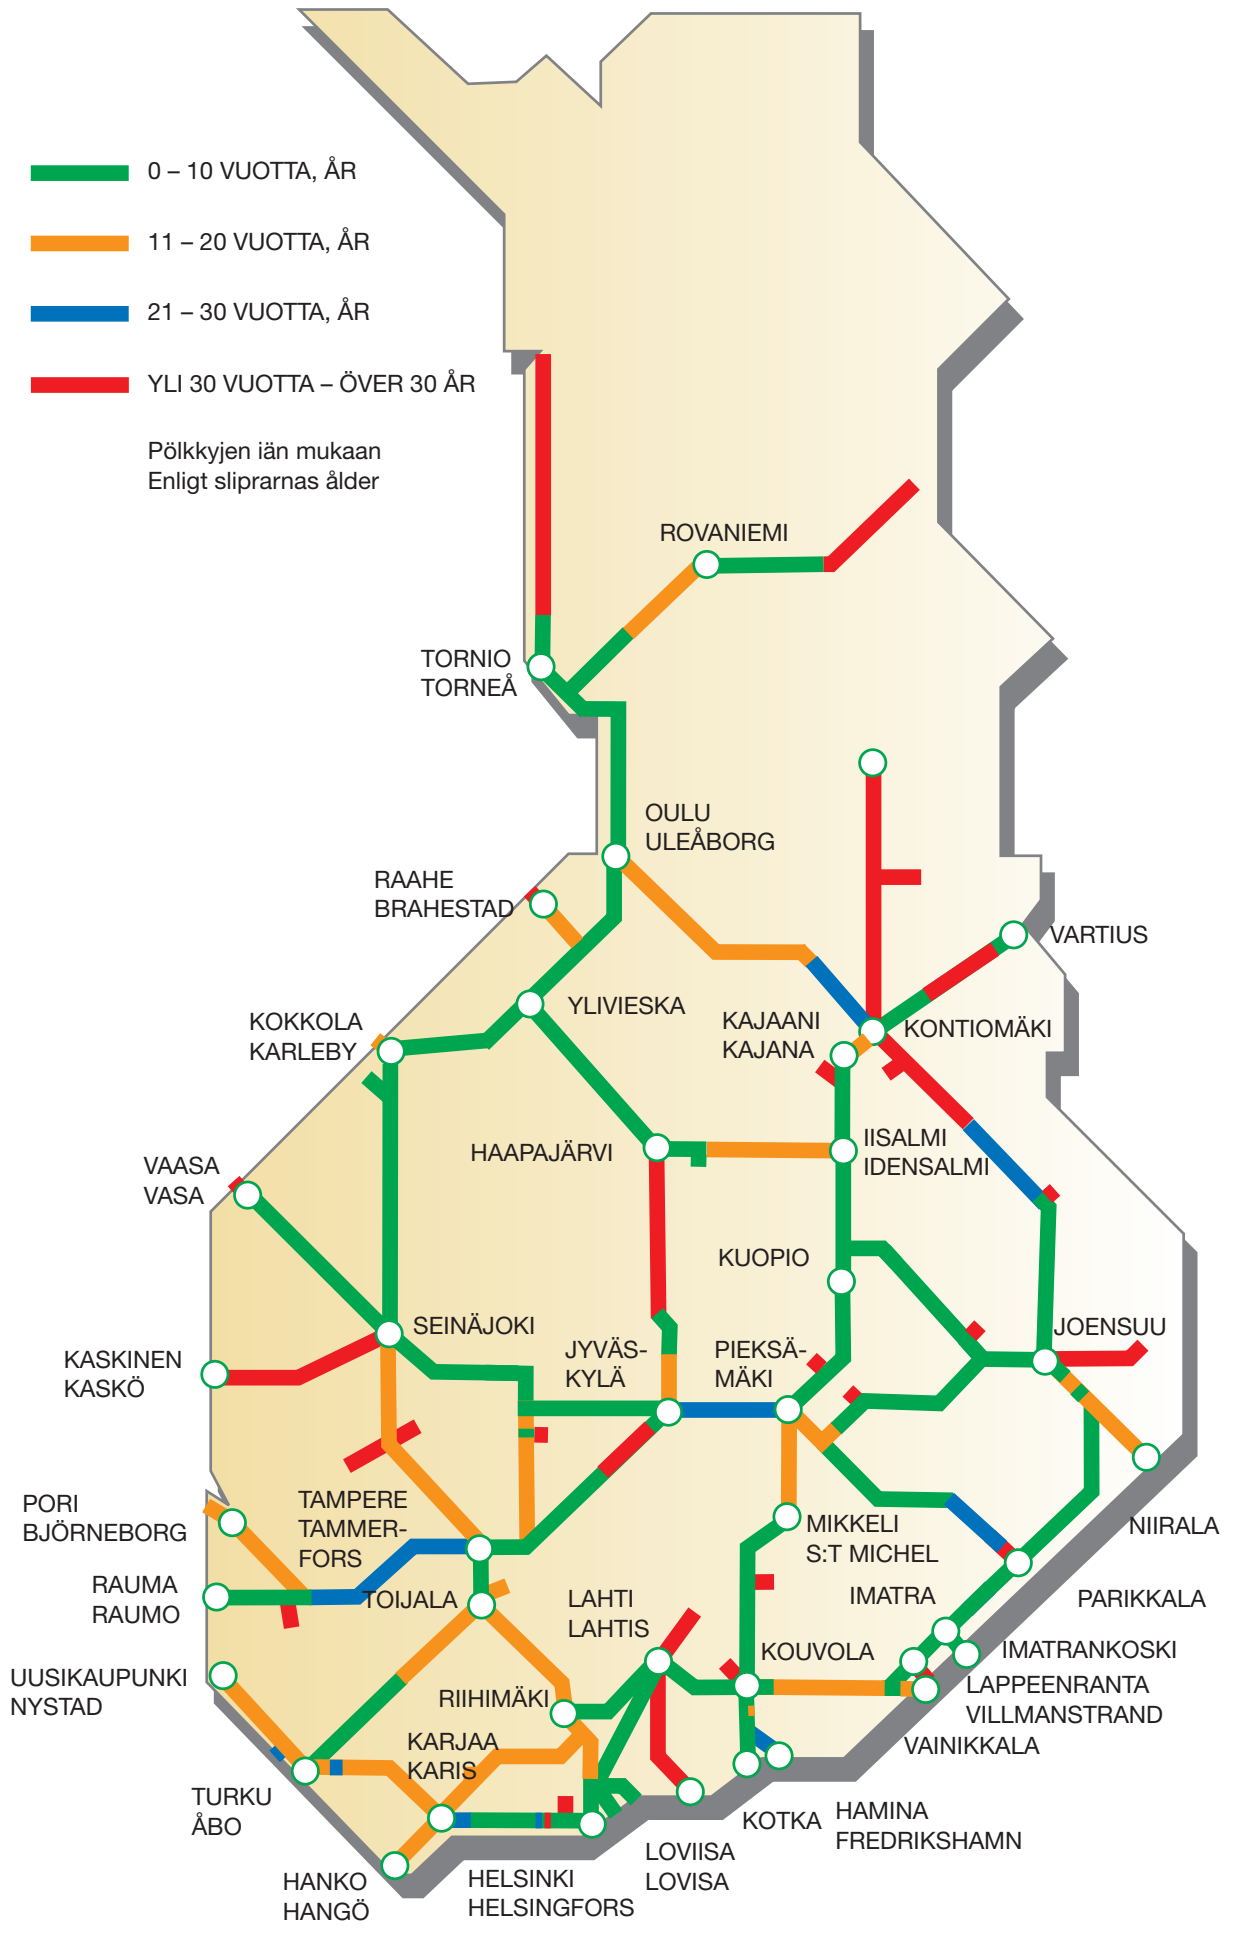 0 – 10 VUOTTA, ÅR
11 – 20 VUOTTA, ÅR
21 – 30 VUOTTA, ÅR
YLI 30 VUOTTA – ÖVER 30 ÅR
Pölkkyjen iän mukaan
Enligt sliprarnas ålder
ROVANIEMI
TORNIO
TORNEÅ
OULU
ULEÅBORG
RAAHE
BRAHESTAD
VARTIUS
YLIVIESKA
KOKKOLA
KARLEBY
KAJAANI
KAJANA
KONTIOMÄKI
HAAPAJÄRVI
IISALMI
IDENSALMI
VAASA
VASA
KUOPIO
SEINÄJOKI
JOENSUU
KASKINEN
KASKÖ
JYVÄS-
KYLÄ
PIEKSÄ-
MÄKI
PORI
BJÖRNEBORG
TAMPERE
TAMMER-
FORS
MIKKELI
S:T MICHEL
NIIRALA
RAUMA
RAUMO
TOIJALA
LAHTI
LAHTIS
IMATRA
PARIKKALA
KOUVOLA
IMATRANKOSKI
UUSIKAUPUNKI
NYSTAD
RIIHIMÄKI
LAPPEENRANTA
VILLMANSTRAND
KARJAA
KARIS
VAINIKKALA
TURKU
ÅBO
KOTKA
HAMINA
FREDRIKSHAMN
LOVIISA
LOVISA
HANKO
HANGÖ
HELSINKI
HELSINGFORS